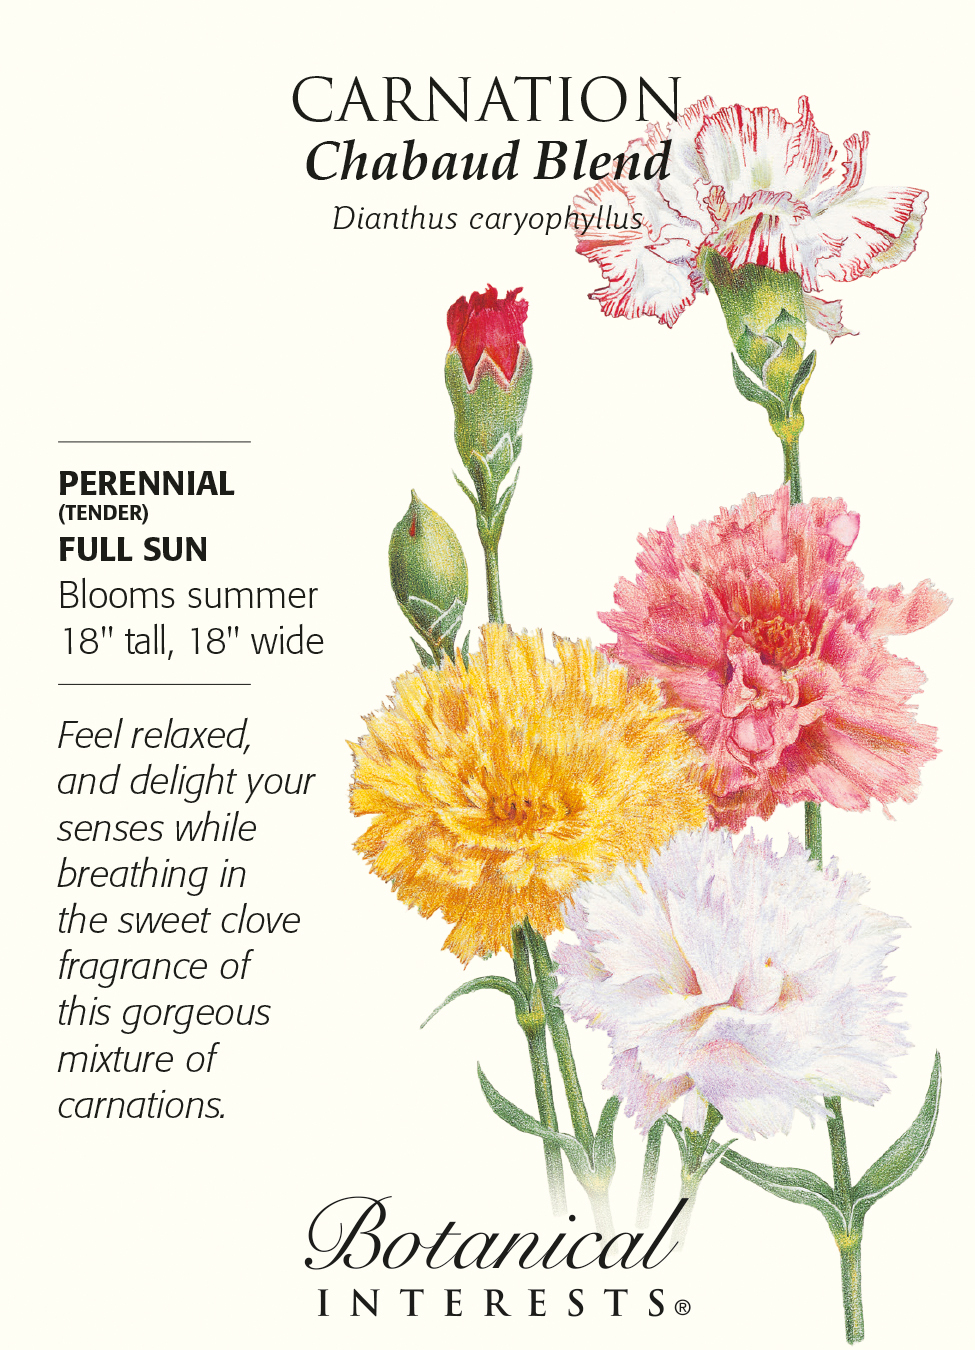 CARNATION
Chabaud Blend
Dianthus caryophyllus
PERENNIAL
(TENDER)
FULL SUN
Blooms summer
18" tall, 18" wide
Feel relaxed,
and delight your
senses while
breathing in
the sweet clove
fragrance of
this gorgeous
mixture of
carnations.
Botanical
INTERESTS®